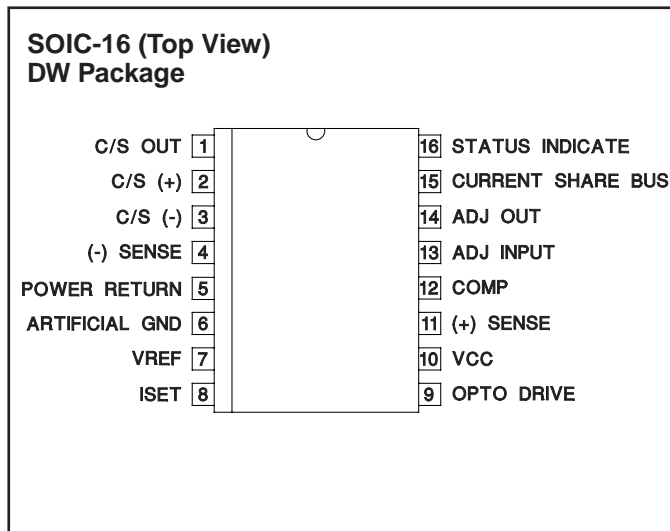 SOIC-16 (Top View)
DW Package
C/S OUT 1
C/S (+) 2
C/S (-) 3
(-) SENSE 4
POWER RETURN 5
ARTIFICIAL GND 6
VREF 7
ISET 8
16 STATUS INDICATE
15 CURRENT SHARE BUS
14 ADJ OUT
13 ADJ INPUT
12 COMP
11 (+) SENSE
10 VCC
9 OPTO DRIVE